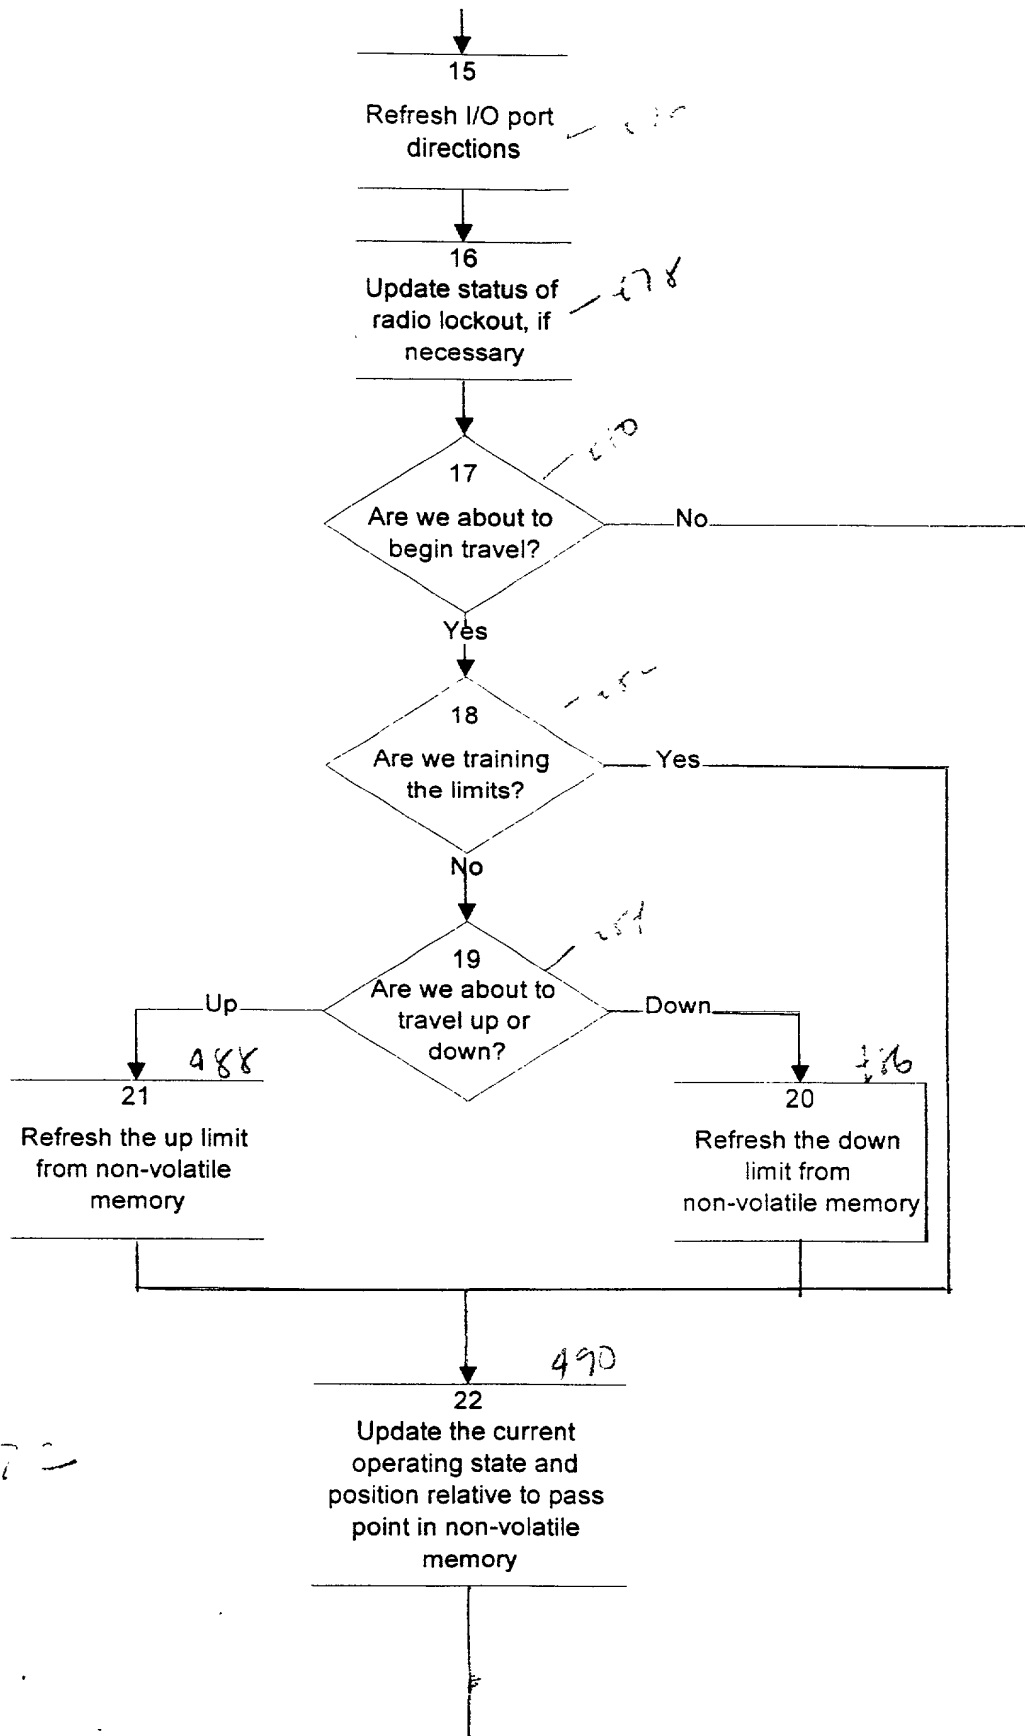 15
Refresh I/O port
directions
16
Update status of
radio lockout, if
necessary
478
17
Are we about to
begin travel?
No
Yes
18
Are we training
the limits?
Yes
No
19
Are we about to
travel up or
down?
Up
Down
488
21
Refresh the up limit
from non-volatile
memory
486
20
Refresh the down
limit from
non-volatile memory
490
22
Update the current
operating state and
position relative to pass
point in non-volatile
memory